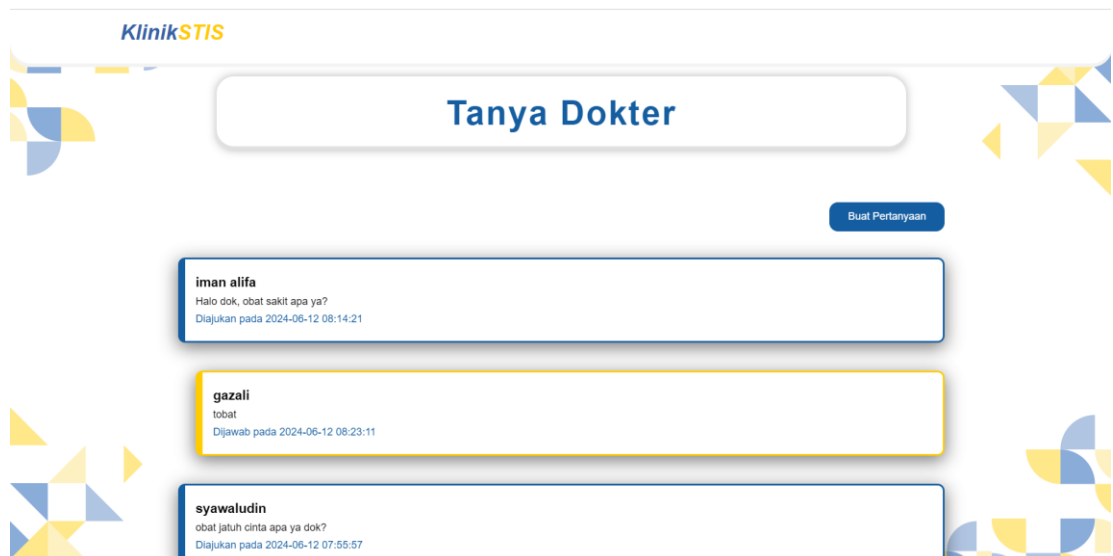 KlinikSTIS
Tanya Dokter
Buat Pertanyaan
iman alifa
Halo dok, obat sakit apa ya?
Diajukan pada 2024-06-12 08:14:21
gazali
tobat
Dijawab pada 2024-06-12 08:23:11
syawaludin
obat jatuh cinta apa ya dok?
Diajukan pada 2024-06-12 07:55:57